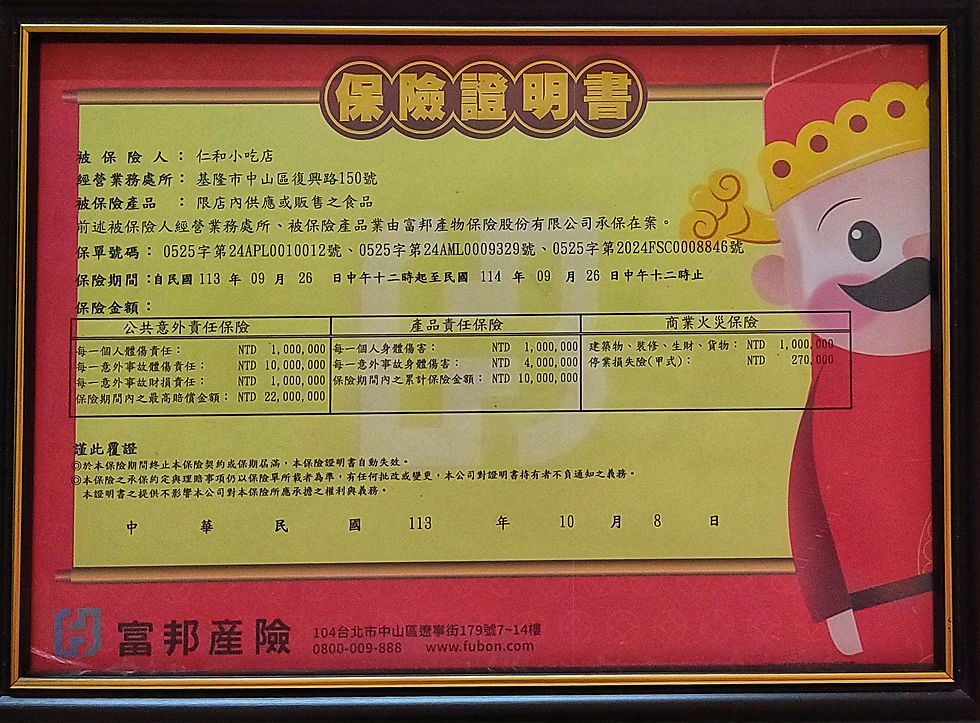 保險證明書
被保險人：仁和小吃店
經營業務處所：基隆市中山區復興路150號
被保險產品：限店內供應或販售之食品
前述被保險人經營業務處所、被保險產品業由富邦產物保險股份有限公司承保在案。
保單號碼：0525字第24APL0010012號、0525字第24AML0009329號、0525字第2024FSC0008846號
保險期間：自民國 113 年 09 月 26 日中午十二時起至民國 114 年 09 月 26 日中午十二時止
保險金額：
公共意外責任保險 產品責任保險 商業火災保險
每一個人體傷責任： NTD 1,000,000 每一個人身體傷害： NTD 1,000,000 建築物、裝修、生財、貨物： NTD 1,000,000
每一意外事故體傷責任： NTD 10,000,000 每一意外事故身體傷害： NTD 4,000,000 停業損失險(甲式)： NTD 270,000
每一意外事故財損責任： NTD 1,000,000 保險期間內之累計保險金額： NTD 10,000,000
保險期間內之最高賠償金額： NTD 22,000,000
謹此覆證
◎於本保險期間終止本保險契約或保期屆滿，本保險證明書自動失效。
◎本保險之承保約定與理賠事項仍以保險單所載者為準，有任何批改或變更，本公司對證明書持有者不負通知之義務。
本證明書之提供不影響本公司對本保險所應承擔之權利與義務。
中華民國 113 年 10 月 8 日
富邦產險
104台北市中山區遼寧街179號7~14樓
0800-009-888 www.fubon.com